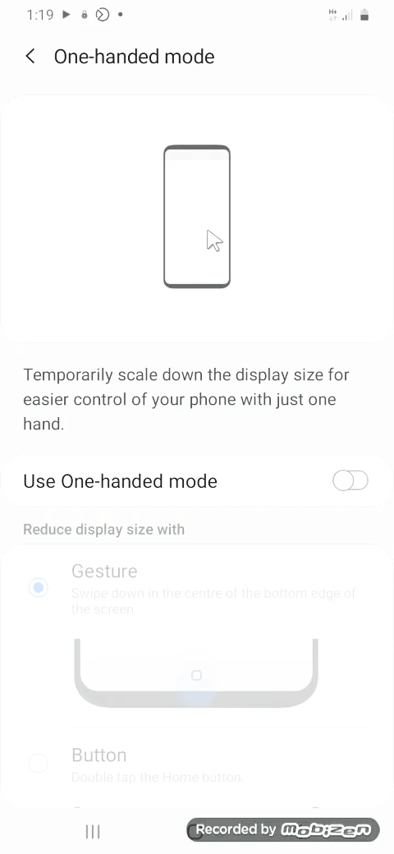 1:19
H+
One-handed mode
Temporarily scale down the display size for
easier control of your phone with just one
hand.
Use One-handed mode
Reduce display size with
Gesture
Swipe down in the centre of the bottom edge of
the screen.
Button
Double tap the Home button.
Recorded by mobizen